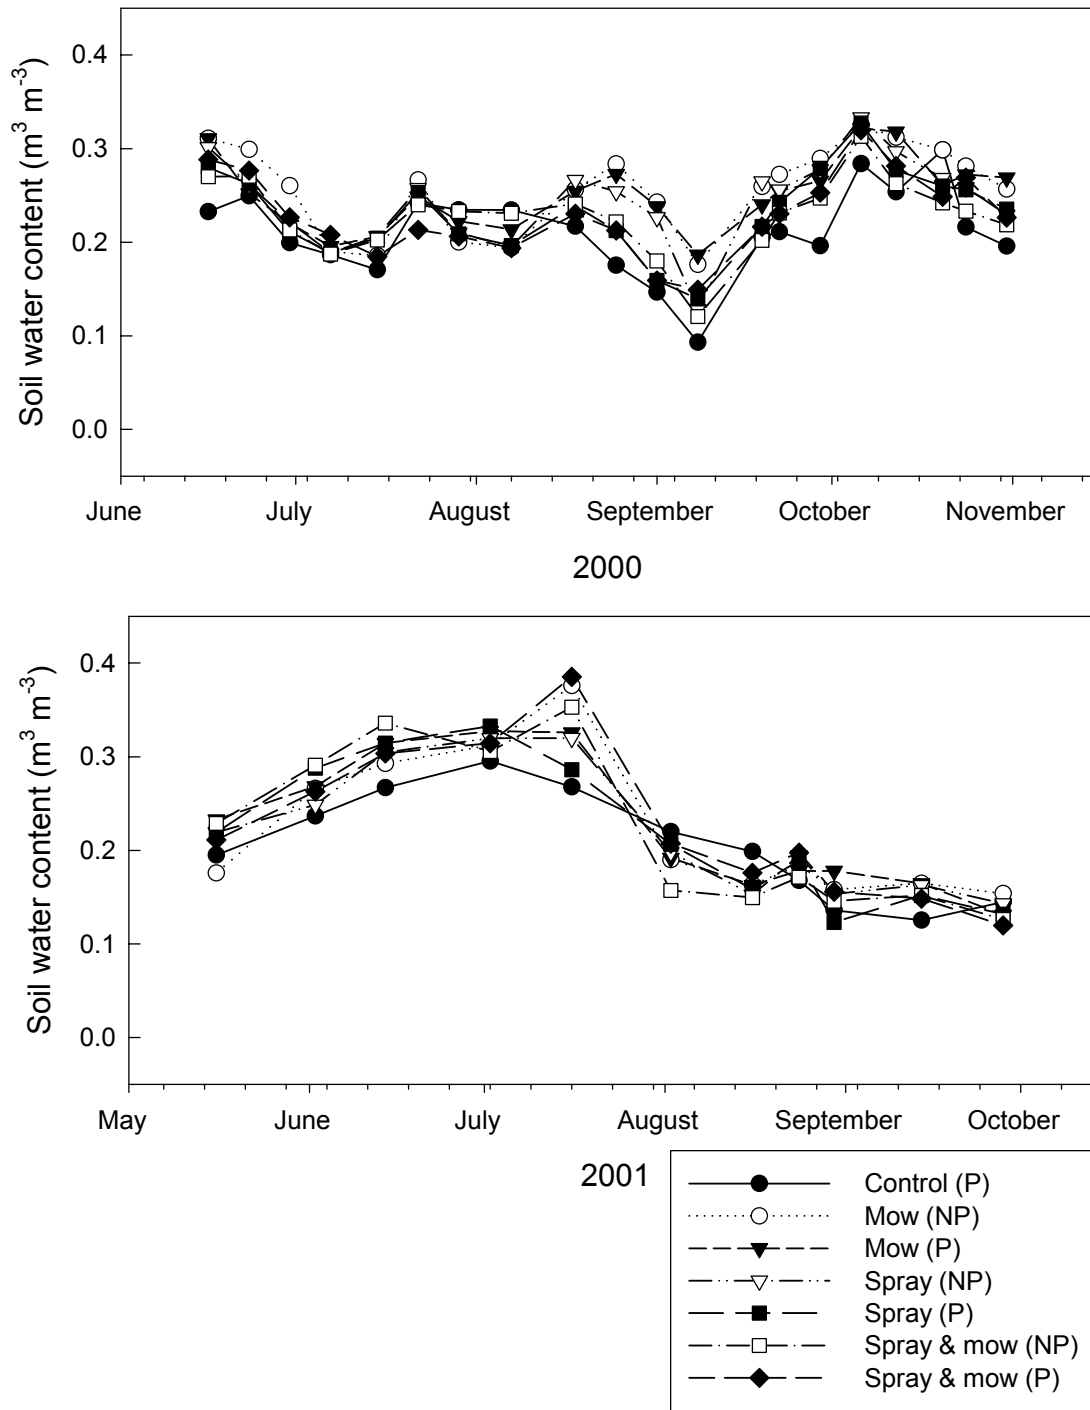 Soil water content (m³ m⁻³)
0.4
0.3
0.2
0.1
0.0
June July August September October November
2000
Soil water content (m³ m⁻³)
0.4
0.3
0.2
0.1
0.0
May June July August September October
2001
Control (P)
Mow (NP)
Mow (P)
Spray (NP)
Spray (P)
Spray & mow (NP)
Spray & mow (P)